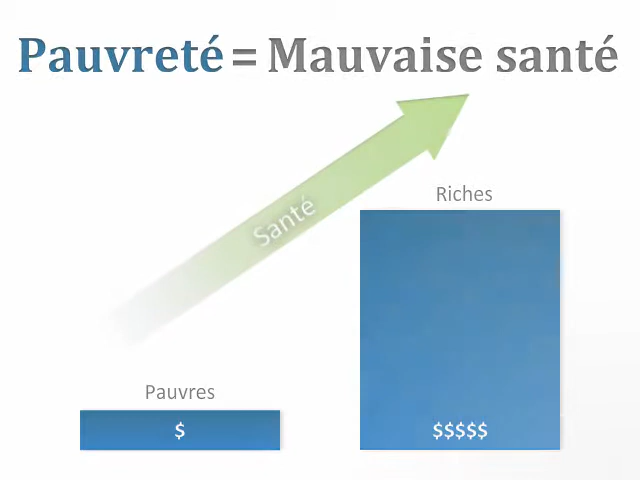 Pauvreté = Mauvaise santé
Santé
Riches
Pauvres
$
$$$$$